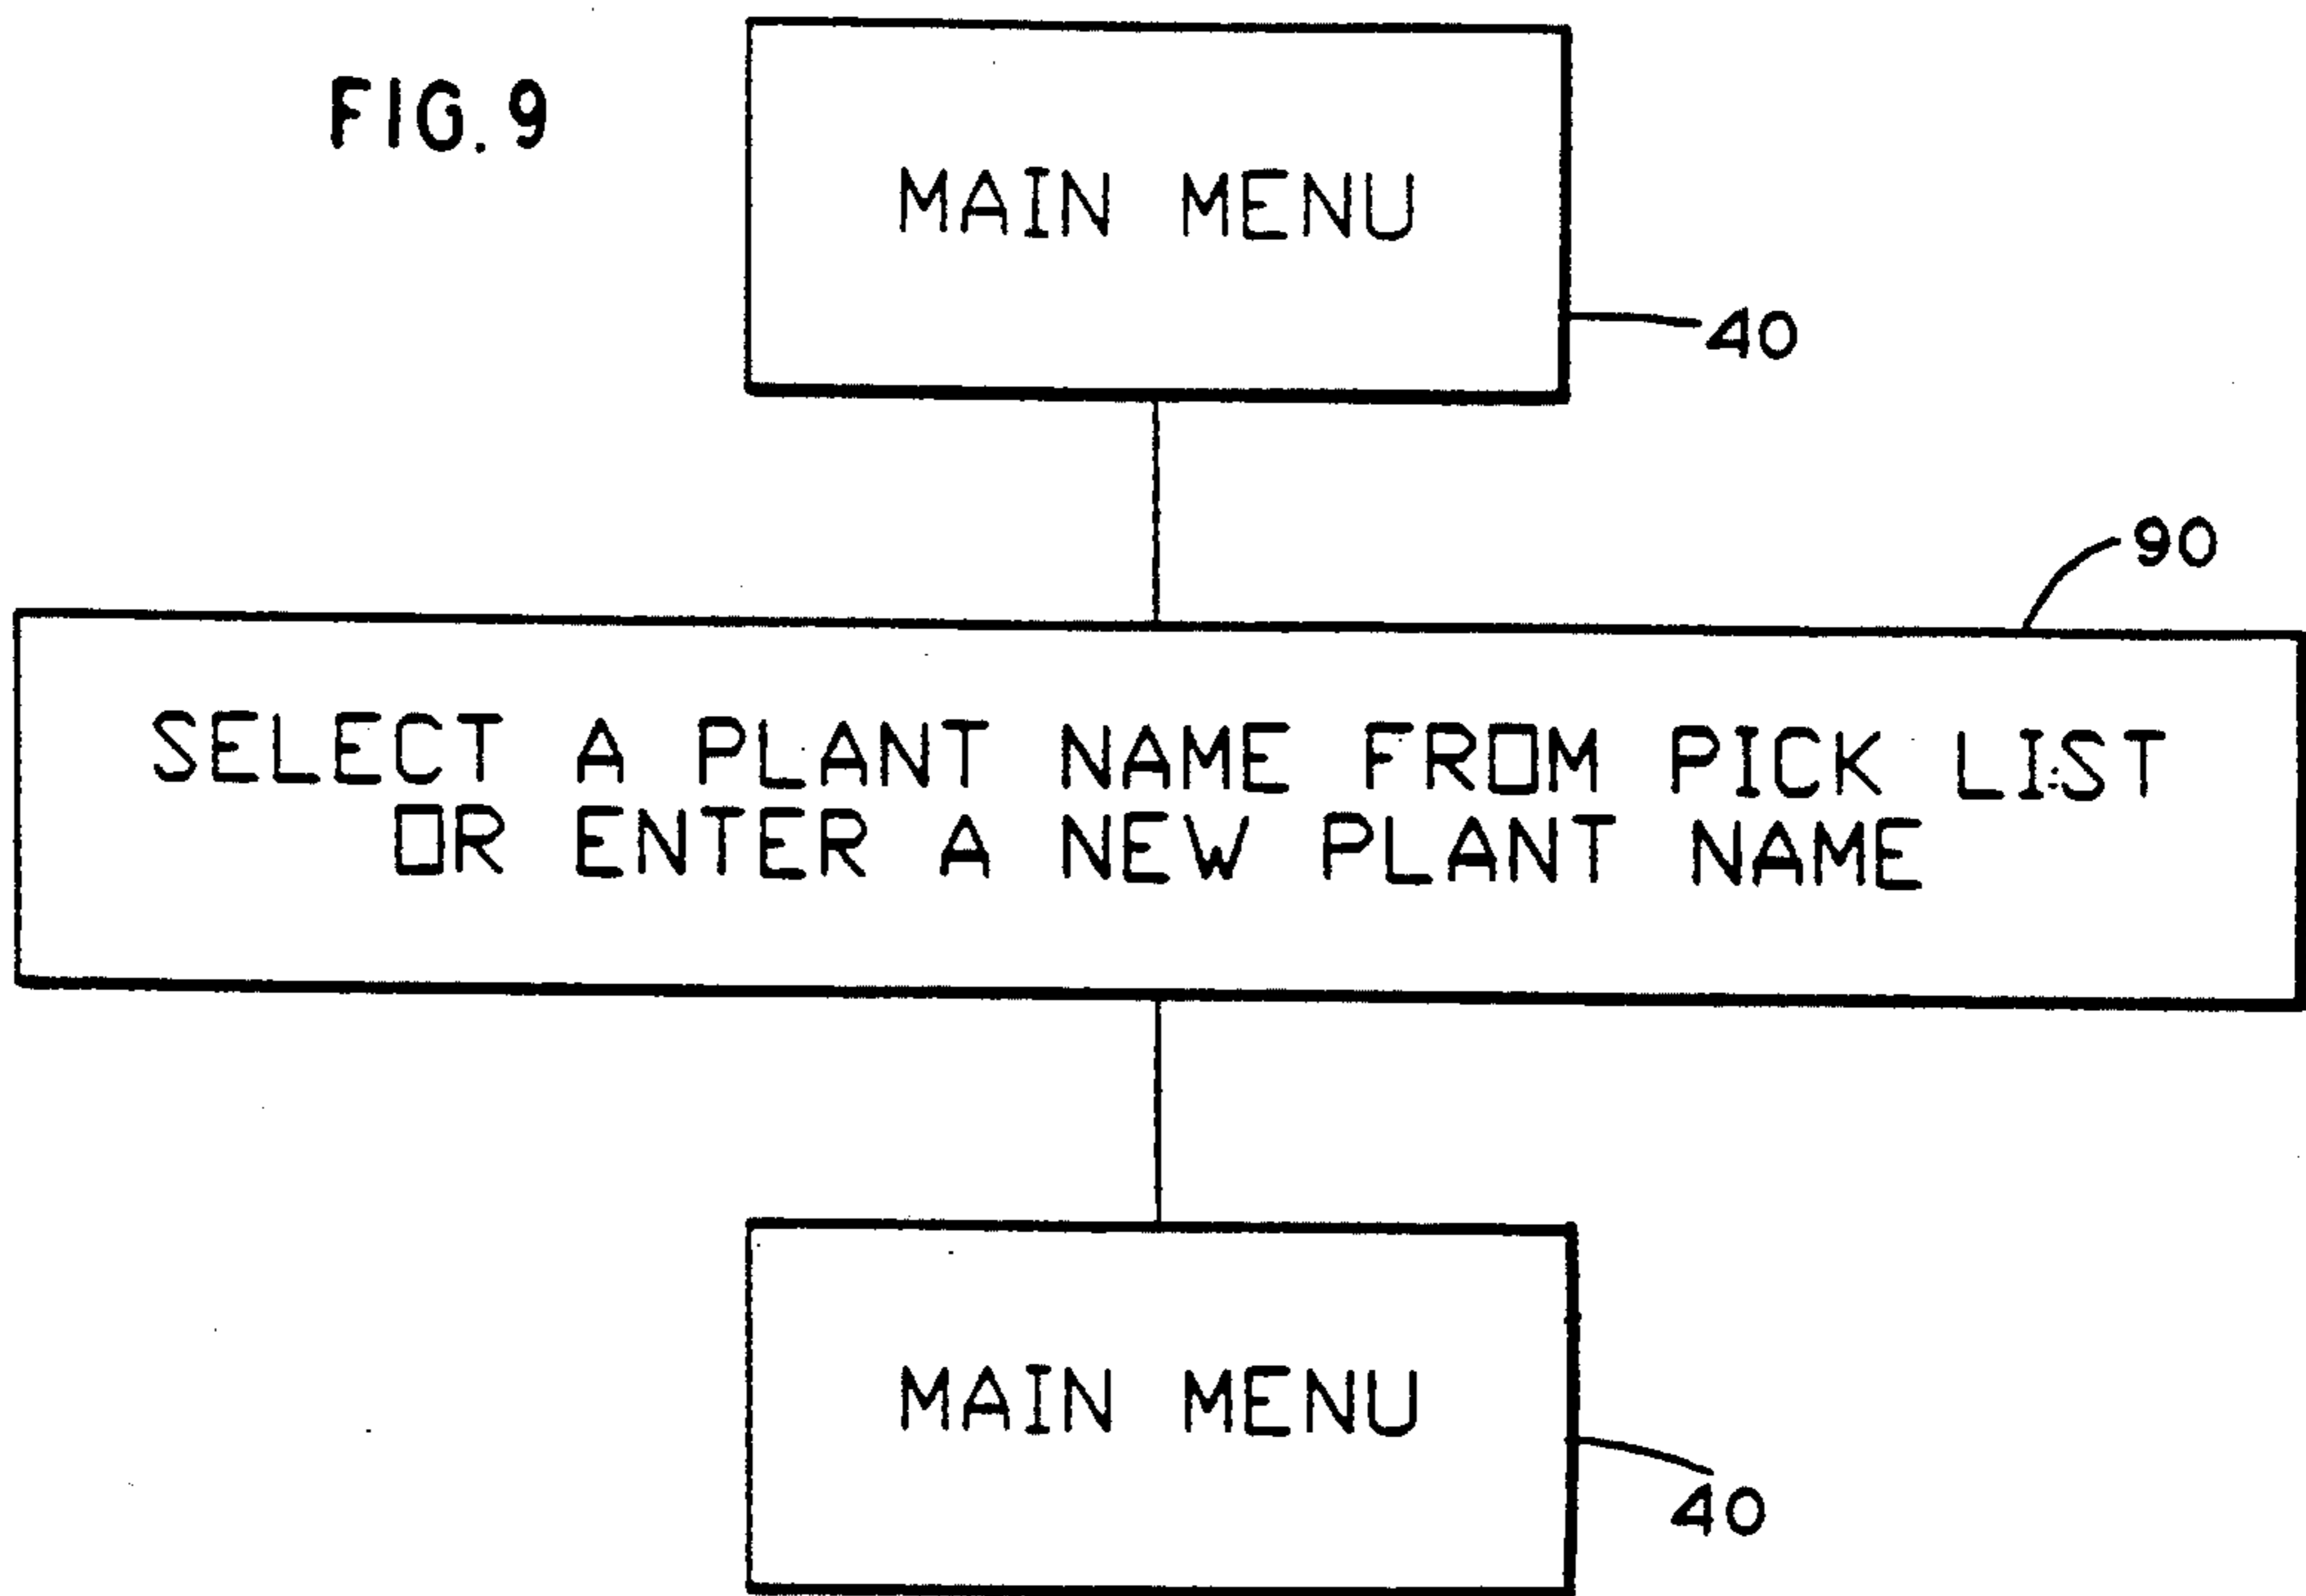 FIG. 9
MAIN MENU
40
90
SELECT A PLANT NAME FROM PICK LIST
OR ENTER A NEW PLANT NAME
MAIN MENU
40